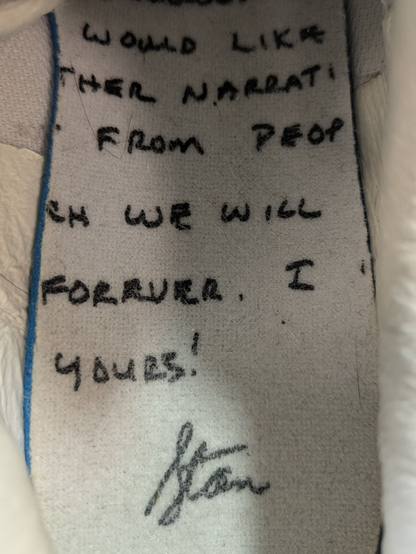 WOULD LIKE
THER NARRATI
FROM PEOP
CH WE WILL
FORRVER. I
YOURS!
Stan